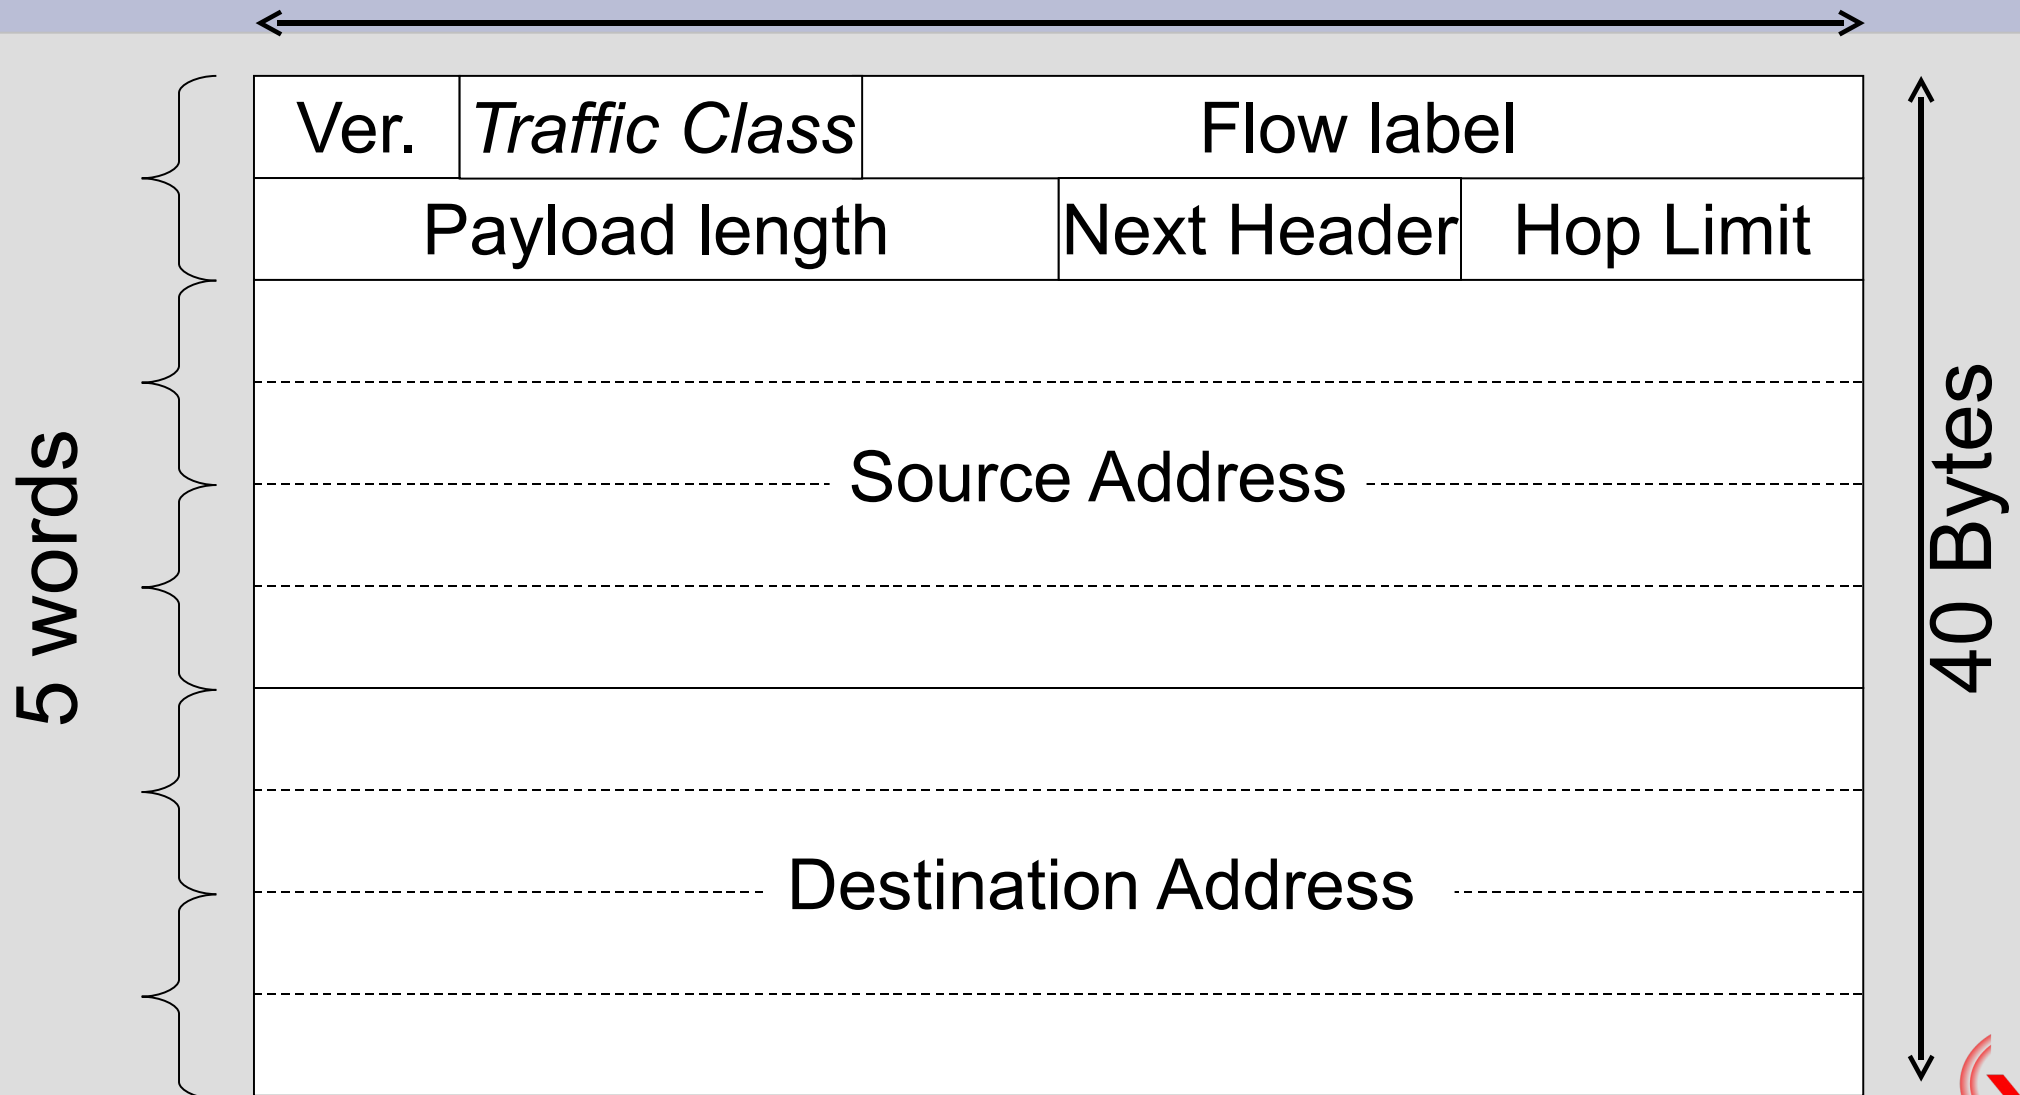 Ver.
Traffic Class
Flow label
Payload length
Next Header
Hop Limit
Source Address
Destination Address
5 words
40 Bytes